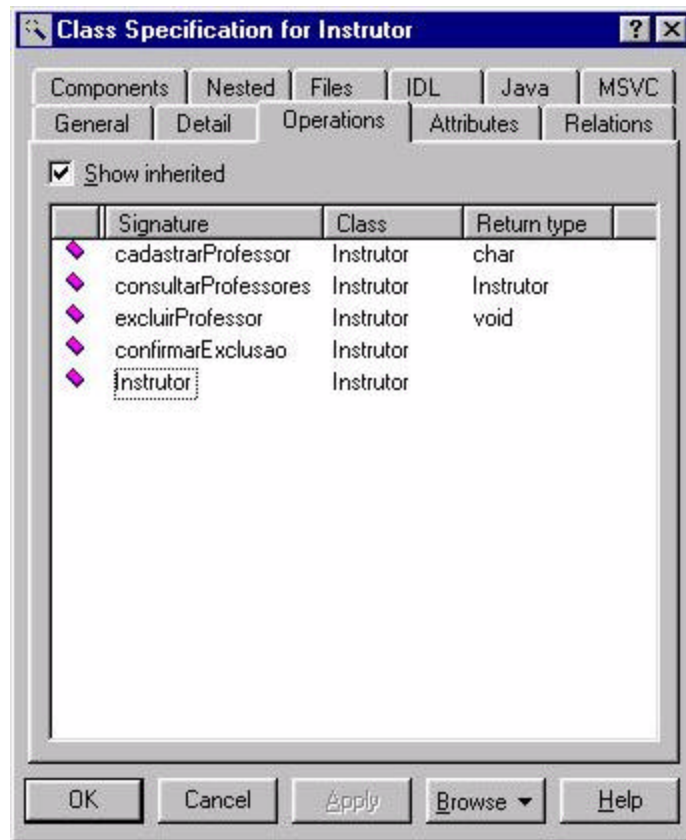 Class Specification for Instrutor
Components Nested Files IDL Java MSVC
General Detail Operations Attributes Relations
Show inherited
Signature Class Return type
cadastrarProfessor Instrutor char
consultarProfessores Instrutor Instrutor
excluirProfessor Instrutor void
confirmarExclusao Instrutor
Instrutor Instrutor
OK Cancel Apply Browse Help